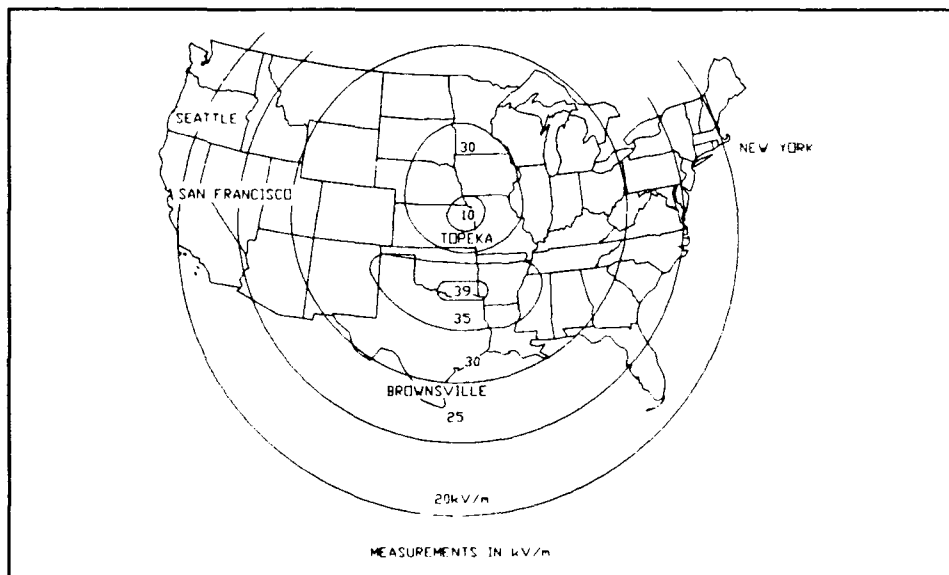 SEATTLE
NEW YORK
30
SAN FRANCISCO
10
TOPEKA
39
35
30
BROWNSVILLE
25
20kV/m
MEASUREMENTS IN kV/m